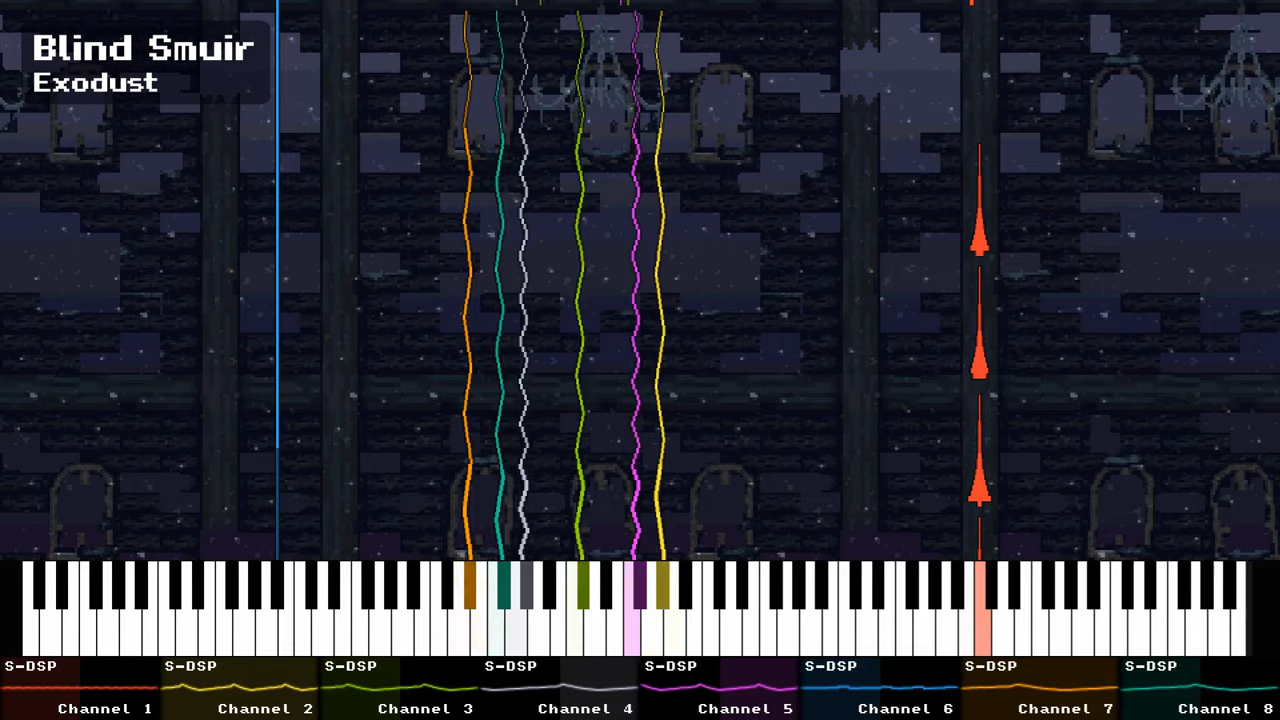 Blind Smuir
Exodust
S-DSP S-DSP S-DSP S-DSP S-DSP S-DSP S-DSP S-DSP
Channel 1 Channel 2 Channel 3 Channel 4 Channel 5 Channel 6 Channel 7 Channel 8